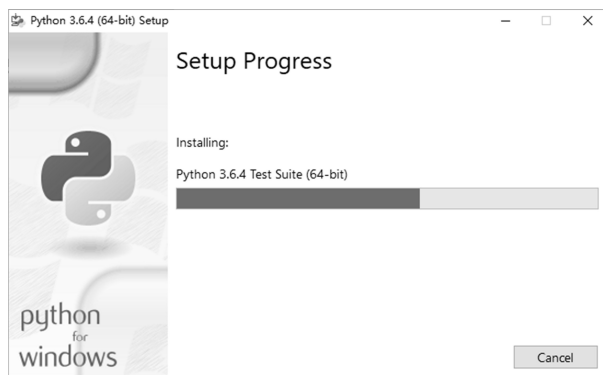 Python 3.6.4 (64-bit) Setup
Setup Progress
Installing:
Python 3.6.4 Test Suite (64-bit)
python
for
windows
Cancel